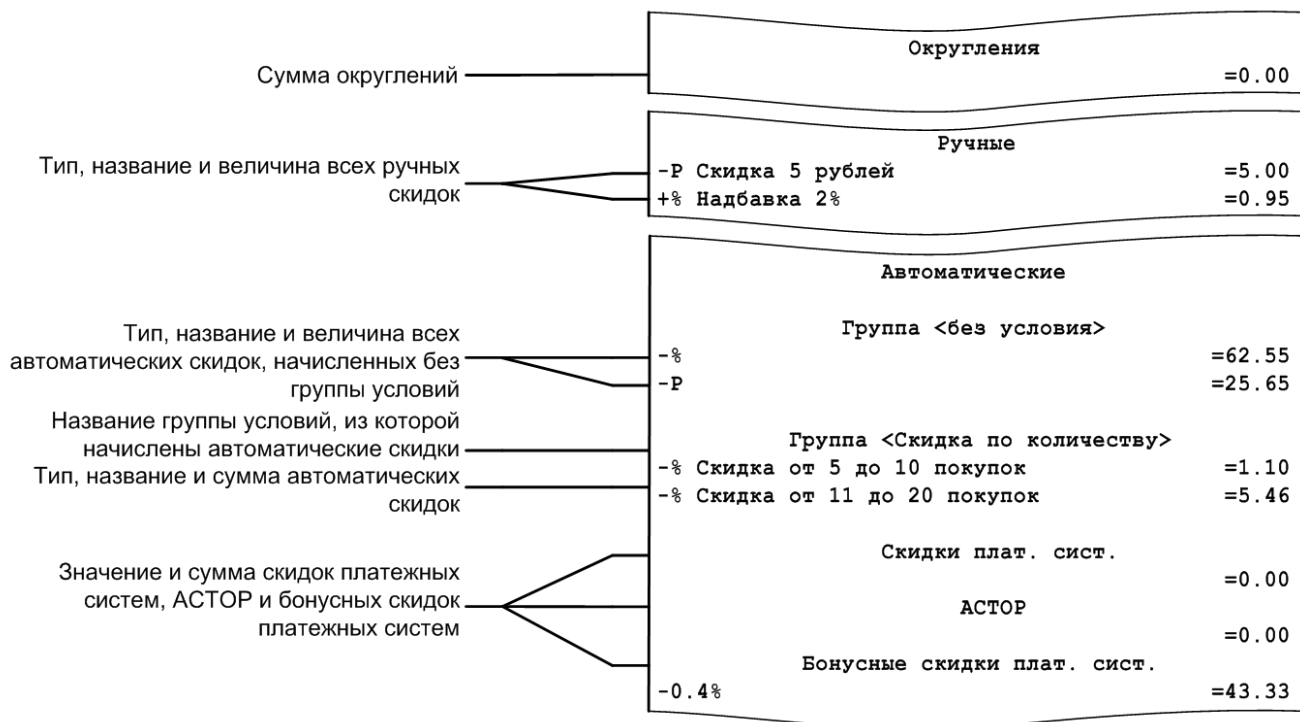 Округления
Сумма округлений
=0.00
Ручные
Тип, название и величина всех ручных
скидок
-Р Скидка 5 рублей =5.00
+% Надбавка 2% =0.95
Автоматические
Группа <без условия>
Тип, название и величина всех
автоматических скидок, начисленных без
группы условий
-% =62.55
-Р =25.65
Название группы условий, из которой
начислены автоматические скидки
Группа <Скидка по количеству>
Тип, название и сумма автоматических
скидок
-% Скидка от 5 до 10 покупок =1.10
-% Скидка от 11 до 20 покупок =5.46
Значение и сумма скидок платежных
систем, АСТОР и бонусных скидок
платежных систем
Скидки плат. сист.
=0.00
АСТОР
=0.00
Бонусные скидки плат. сист.
-0.4% =43.33